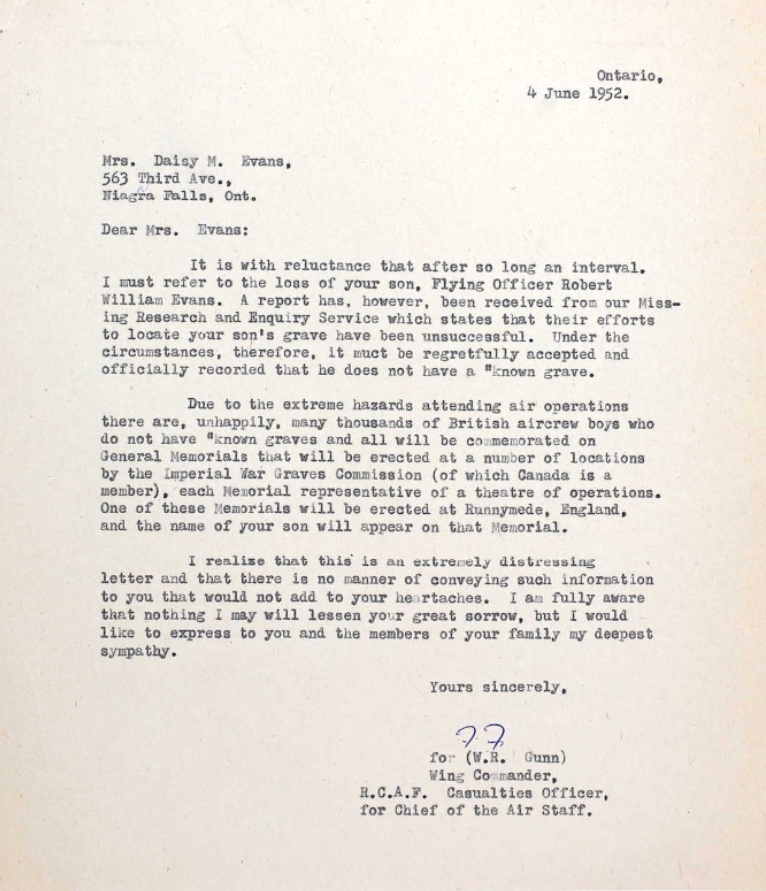 Ontario,
4 June 1952.
Mrs. Daisy M. Evans,
563 Third Ave.,
Niagra Falls, Ont.
Dear Mrs. Evans:
It is with reluctance that after so long an interval.
I must refer to the loss of your son, Flying Officer Robert
William Evans. A report has, however, been received from our Miss-
ing Research and Enquiry Service which states that their efforts
to locate your son's grave have been unsuccessful. Under the
circumstances, therefore, it muct be regretfully accepted and
officially recoried that he does not have a "known grave.
Due to the extreme hazards attending air operations
there are, unhappily, many thousands of British aircrew boys who
do not have "known graves and all will be commemorated on
General Memorials that will be erected at a number of locations
by the Imperial War Graves Commission (of which Canada is a
member), each Memorial representative of a theatre of operations.
One of these Memorials will be erected at Runnymede, England,
and the name of your son will appear on that Memorial.
I realize that this is an extremely distressing
letter and that there is no manner of conveying such information
to you that would not add to your heartaches. I am fully aware
that nothing I may will lessen your great sorrow, but I would
like to express to you and the members of your family my deepest
sympathy.
Yours sincerely,
for (W.R. Gunn)
Wing Commander,
R.C.A.F. Casualties Officer,
for Chief of the Air Staff.